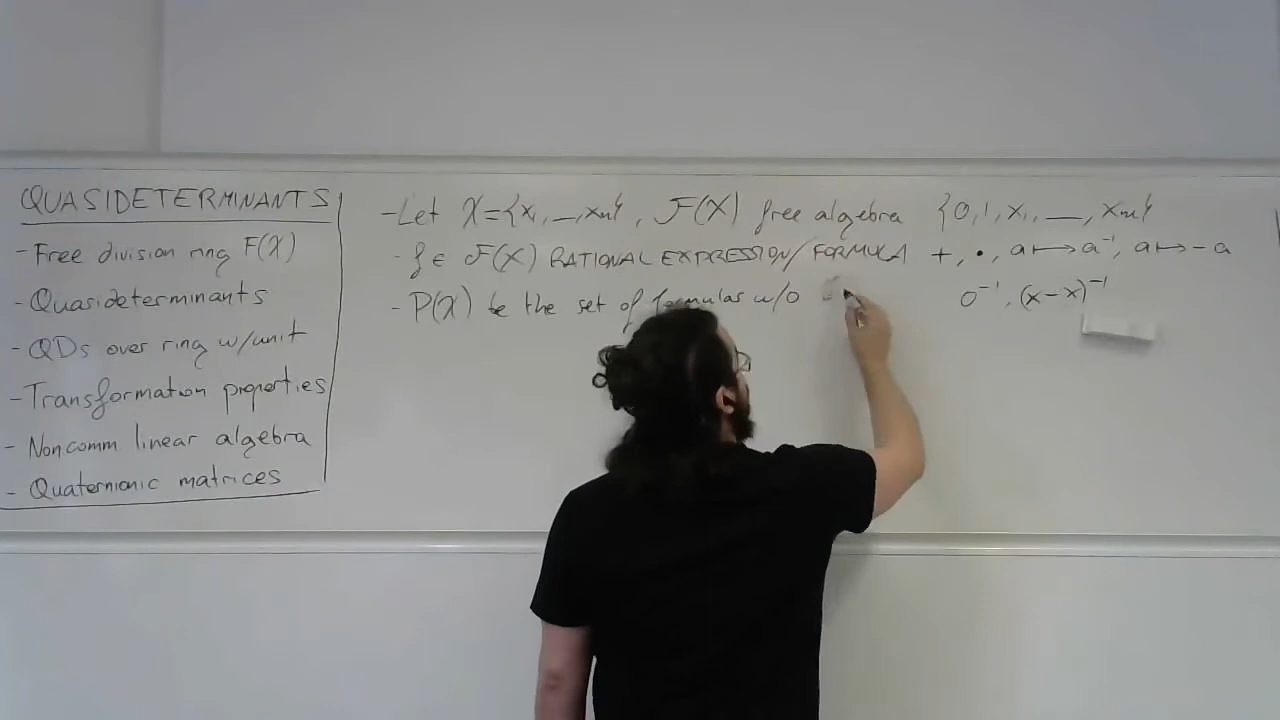 QUASIDETERMINANTS
- Free division ring F(X)
- Quasideterminants
- QDs over ring w/unit
- Transformation properties
- Noncomm linear algebra
- Quaternionic matrices
- Let X={x₁, _, xₙ}, F(X) free algebra {0, 1, x₁, __, xₙ}
- f ∈ F(X) RATIONAL EXPRESSION/FORMULA +, •, a ↦ a⁻¹, a ↦ -a
- P(X) be the set of formulas w/o
0⁻¹, (x-x)⁻¹